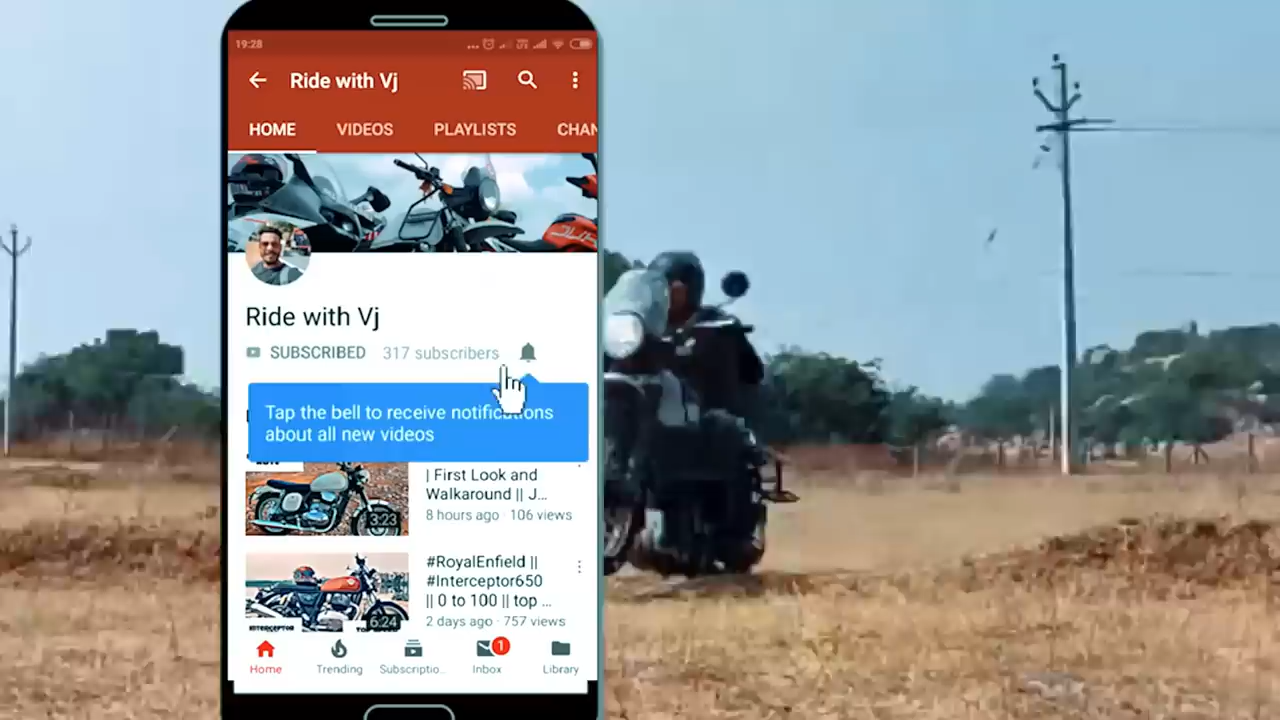 19:28
Ride with Vj
HOME VIDEOS PLAYLISTS CHAN
Ride with Vj
SUBSCRIBED 317 subscribers
Tap the bell to receive notifications
about all new videos
| First Look and
Walkaround || J...
8 hours ago · 106 views
3:23
#RoyalEnfield ||
#Interceptor650
|| 0 to 100 || top ...
2 days ago · 757 views
6:24
INTERCEPTOR
1
Home Trending Subscriptio... Inbox Library